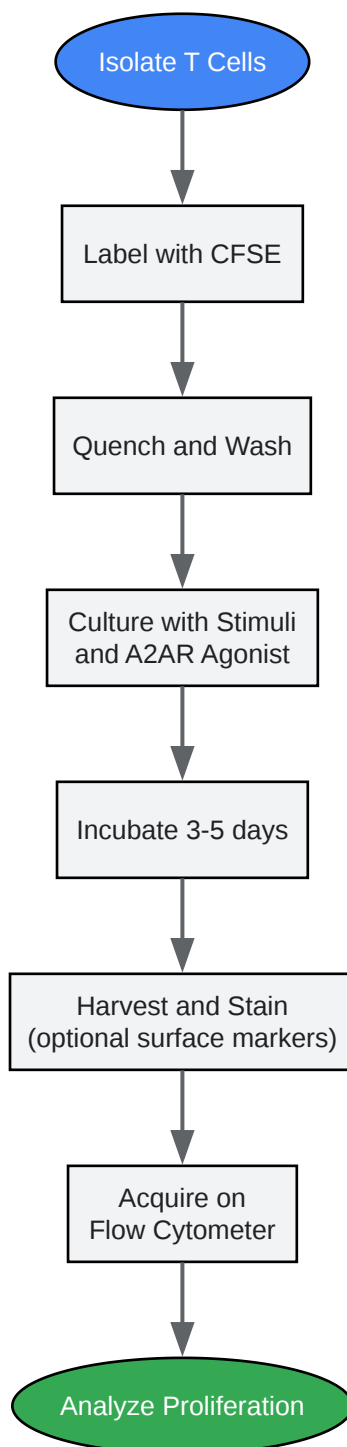 Isolate T Cells
Label with CFSE
Quench and Wash
Culture with Stimuli
and A2AR Agonist
Incubate 3-5 days
Harvest and Stain
(optional surface markers)
Acquire on
Flow Cytometer
Analyze Proliferation